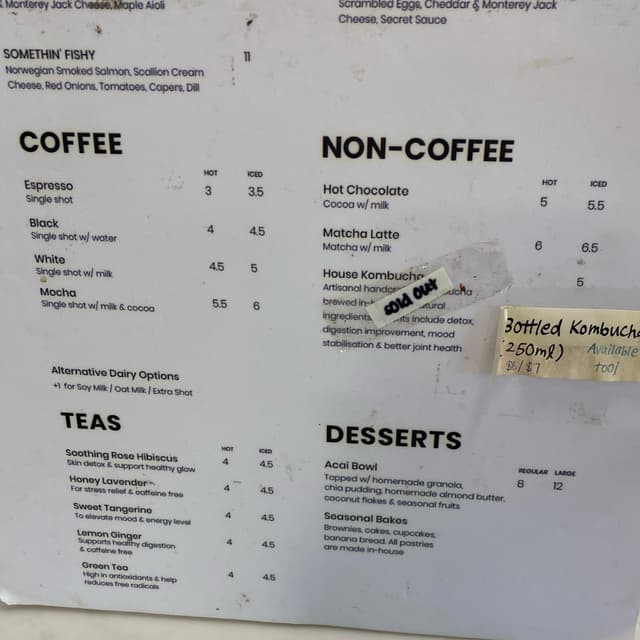 & Monterey Jack Cheese, Maple Aioli
Scrambled Eggs, Cheddar & Monterey Jack
Cheese, Secret Sauce
SOMETHIN' FISHY 11
Norwegian Smoked Salmon, Scallion Cream
Cheese, Red Onions, Tomatoes, Capers, Dill
COFFEE
HOT ICED
Espresso 3 3.5
Single shot
Black 4 4.5
Single shot w/ water
White 4.5 5
Single shot w/ milk
Mocha 5.5 6
Single shot w/ milk & cocoa
Alternative Dairy Options
+1 for Soy Milk / Oat Milk / Extra Shot
TEAS
HOT ICED
Soothing Rose Hibiscus 4 4.5
Skin detox & support healthy glow
Honey Lavender 4 4.5
For stress relief & caffeine free
Sweet Tangerine 4 4.5
To elevate mood & energy level
Lemon Ginger 4 4.5
Supports healthy digestion
& caffeine free
Green Tea 4 4.5
High in antioxidants & help
reduces free radicals
NON-COFFEE
HOT ICED
Hot Chocolate 5 5.5
Cocoa w/ milk
Matcha Latte 6 6.5
Matcha w/ milk
House Kombucha 5
Artisanal
brewed
ingredients include detox,
digestion improvement, mood
stabilisation & better joint health
sold out
Bottled Kombucha
(250ml) Available
$6/$7 too!
DESSERTS
REGULAR LARGE
Acai Bowl 8 12
Topped w/ homemade granola,
chia pudding, homemade almond butter,
coconut flakes & seasonal fruits
Seasonal Bakes
Brownies, cakes, cupcakes,
banana bread. All pastries
are made in-house